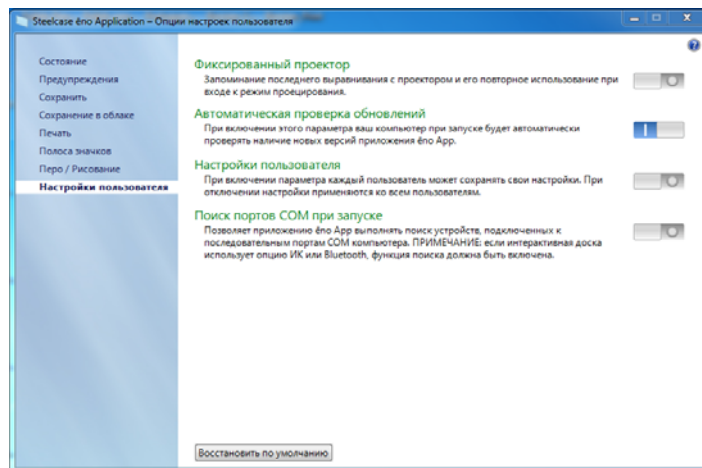 Steelcase ēno Application – Опции настроек пользователя
Состояние
Предупреждения
Сохранить
Сохранение в облаке
Печать
Полоса значков
Перо / Рисование
Настройки пользователя
Фиксированный проектор
Запоминание последнего выравнивания с проектором и его повторное использование при
входе к режим проецирования.
Автоматическая проверка обновлений
При включении этого параметра ваш компьютер при запуске будет автоматически
проверять наличие новых версий приложения ēno App.
Настройки пользователя
При включении параметра каждый пользователь может сохранять свои настройки. При
отключении настройки применяются ко всем пользователям.
Поиск портов COM при запуске
Позволяет приложению ēno App выполнять поиск устройств, подключенных к
последовательным портам COM компьютера. ПРИМЕЧАНИЕ: если интерактивная доска
использует опцию ИК или Bluetooth, функция поиска должна быть включена.
Восстановить по умолчанию